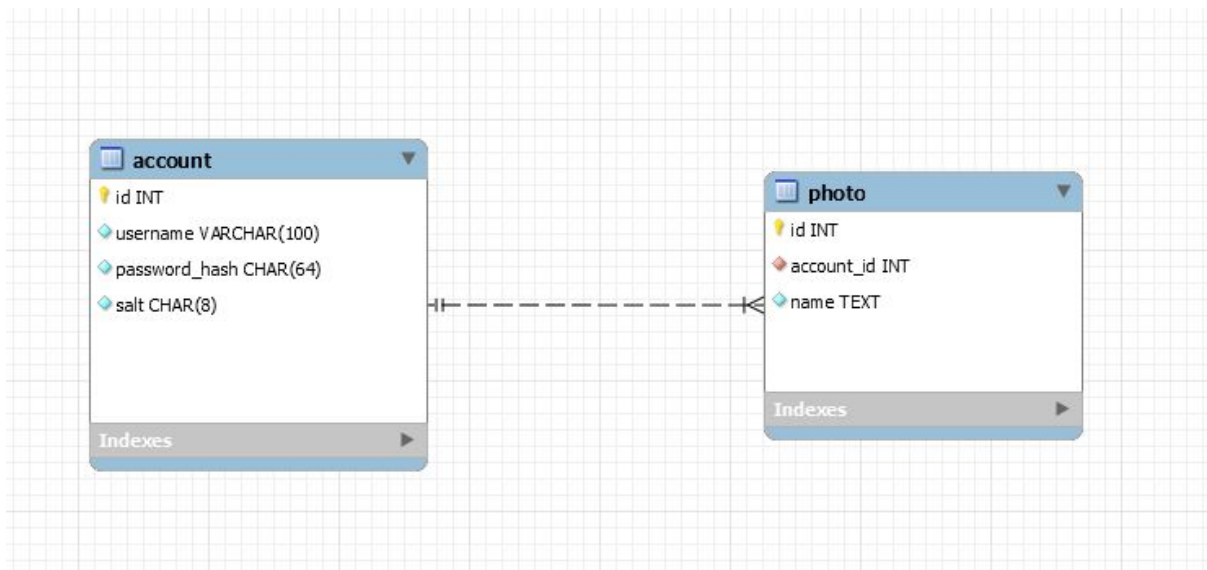 account
id INT
username VARCHAR(100)
password_hash CHAR(64)
salt CHAR(8)
Indexes
photo
id INT
account_id INT
name TEXT
Indexes